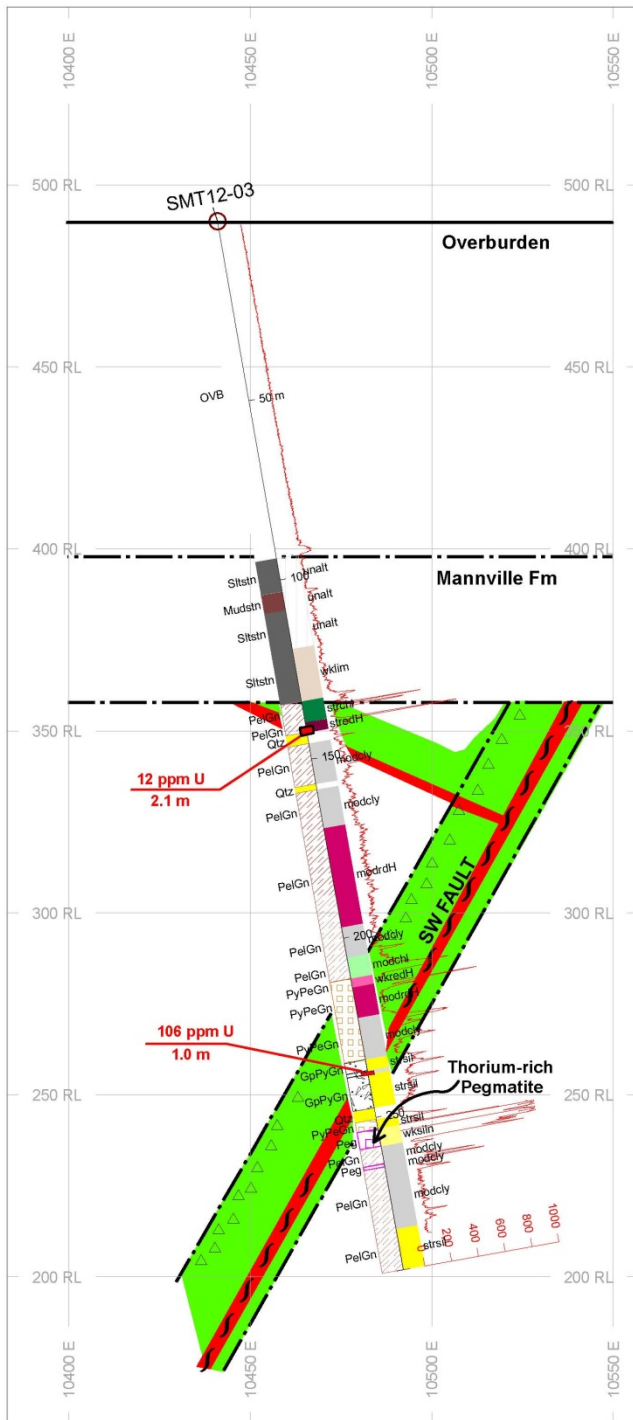 10400 E
10450 E
10500 E
10550 E
500 RL
500 RL
SMT12-03
Overburden
450 RL
450 RL
OVB
50 m
400 RL
400 RL
Mannville Fm
Sltstn
100
unalt
Mudstn
unalt
Sltstn
unalt
wklim
Sltstn
strchl
PelGn
stredH
350 RL
PelGn
Qtz
150
modcly
PelGn
12 ppm U
2.1 m
Qtz
modcly
PelGn
modrdH
PelGn
300 RL
300 RL
SW FAULT
200
modcly
PelGn
modchl
PelGn
wkredH
PyPeGn
modrdH
PyPeGn
modcly
106 ppm U
1.0 m
strsil
GpPyGn
Thorium-rich
Pegmatite
strsil
GpPyGn
250 RL
250 RL
250
Qtz
strsil
PyPeGn
wksiln
Peg
modcly
PelGn
modcly
Peg
modcly
PelGn
1000
800
600
400
200
0
strsil
PelGn
200 RL
200 RL
10400 E
10450 E
10500 E
10550 E